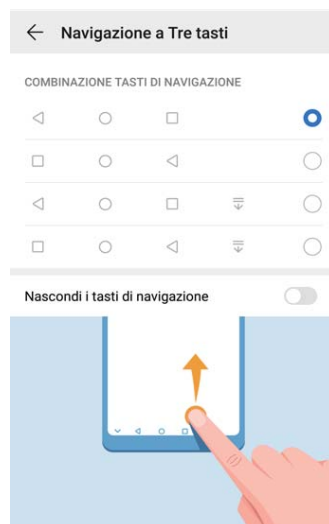 Navigazione a Tre tasti
COMBINAZIONE TASTI DI NAVIGAZIONE
Nascondi i tasti di navigazione